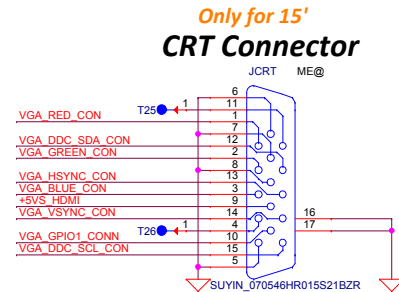 Only for 15'
CRT Connector
JCRT ME@
6
T25 1 11
VGA_RED_CON 1
7
VGA_DDC_SDA_CON 12
VGA_GREEN_CON 2
8
VGA_HSYNC_CON 13
VGA_BLUE_CON 3
+5VS_HDMI 9
VGA_VSYNC_CON 14 16
T26 1 4 17
VGA_GPIO1_CONN 10
VGA_DDC_SCL_CON 15
5
SUYIN_070546HR015S21BZR